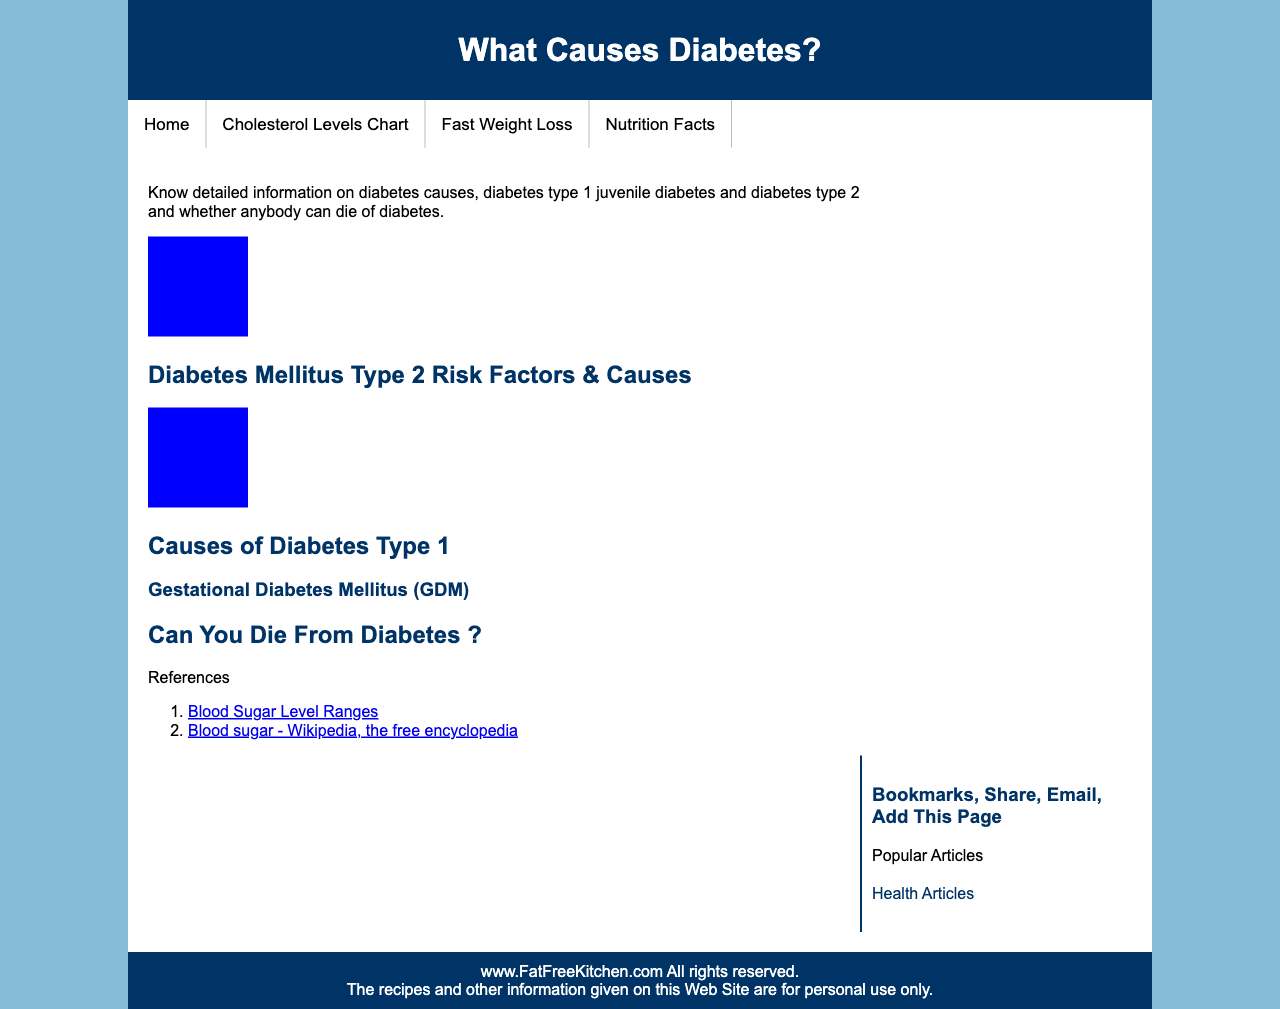 What Causes Diabetes?
Home
Cholesterol Levels Chart
Fast Weight Loss
Nutrition Facts
Know detailed information on diabetes causes, diabetes type 1 juvenile diabetes and diabetes type 2
and whether anybody can die of diabetes.
Diabetes Mellitus Type 2 Risk Factors & Causes
Causes of Diabetes Type 1
Gestational Diabetes Mellitus (GDM)
Can You Die From Diabetes ?
References
1. Blood Sugar Level Ranges
2. Blood sugar - Wikipedia, the free encyclopedia
Bookmarks, Share, Email,
Add This Page
Popular Articles
Health Articles
www.FatFreeKitchen.com All rights reserved.
The recipes and other information given on this Web Site are for personal use only.